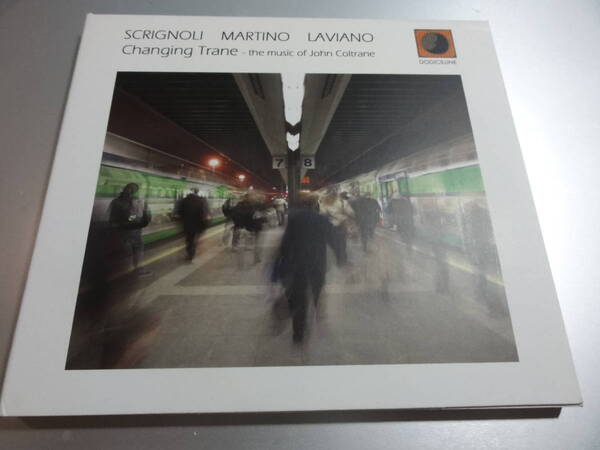 SCRIGNOLI MARTINO LAVIANO
Changing Trane - the music of John Coltrane
DODICILUNE
7 8